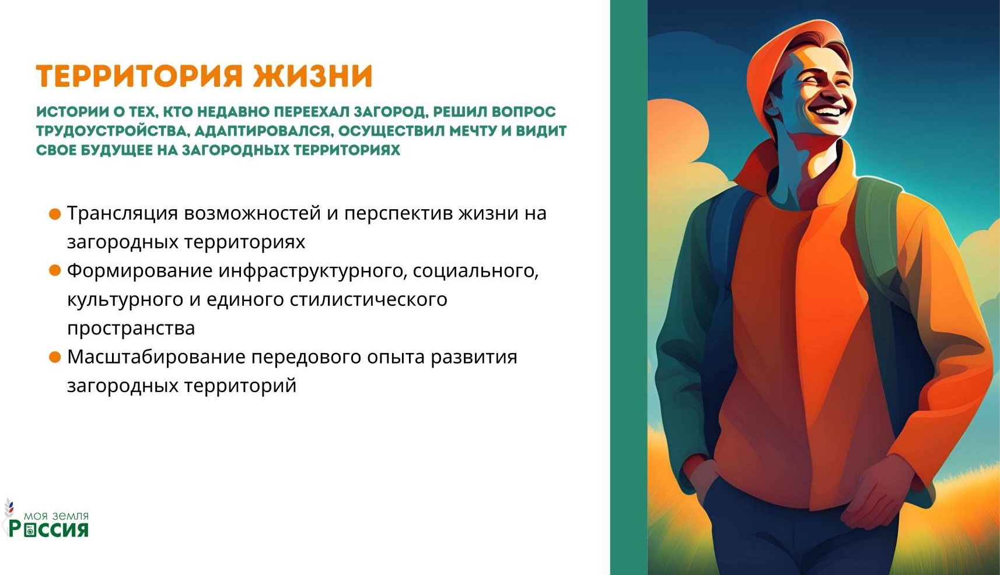 ТЕРРИТОРИЯ ЖИЗНИ
ИСТОРИИ О ТЕХ, КТО НЕДАВНО ПЕРЕЕХАЛ ЗАГОРОД, РЕШИЛ ВОПРОС
ТРУДОУСТРОЙСТВА, АДАПТИРОВАЛСЯ, ОСУЩЕСТВИЛ МЕЧТУ И ВИДИТ
СВОЕ БУДУЩЕЕ НА ЗАГОРОДНЫХ ТЕРРИТОРИЯХ
Трансляция возможностей и перспектив жизни на
загородных территориях
Формирование инфраструктурного, социального,
культурного и единого стилистического
пространства
Масштабирование передового опыта развития
загородных территорий
МОЯ ЗЕМЛЯ
РОССИЯ